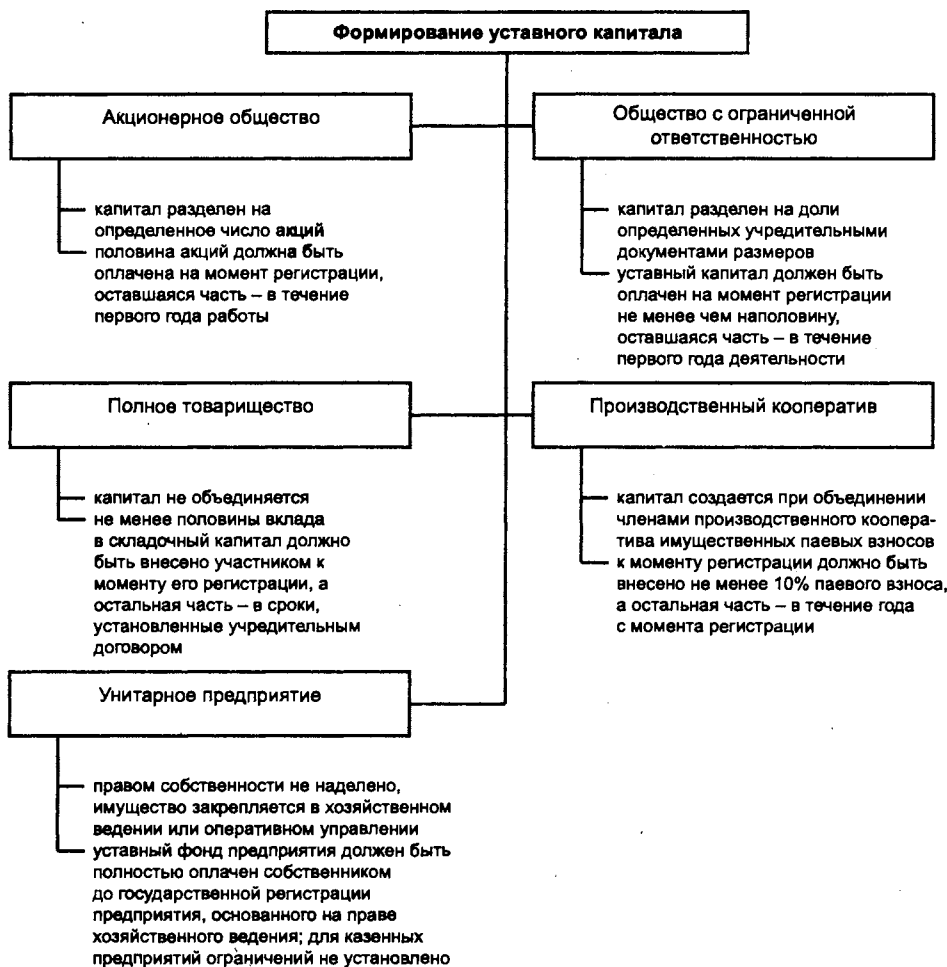 Формирование уставного капитала
Акционерное общество
капитал разделен на
определенное число акций
половина акций должна быть
оплачена на момент регистрации,
оставшаяся часть – в течение
первого года работы
Общество с ограниченной
ответственностью
капитал разделен на доли
определенных учредительными
документами размеров
уставный капитал должен быть
оплачен на момент регистрации
не менее чем наполовину,
оставшаяся часть – в течение
первого года деятельности
Полное товарищество
капитал не объединяется
не менее половины вклада
в складочный капитал должно
быть внесено участником к
моменту его регистрации, а
остальная часть – в сроки,
установленные учредительным
договором
Производственный кооператив
капитал создается при объединении
членами производственного коопера-
тива имущественных паевых взносов
к моменту регистрации должно быть
внесено не менее 10% паевого взноса,
а остальная часть – в течение года
с момента регистрации
Унитарное предприятие
правом собственности не наделено,
имущество закрепляется в хозяйственном
ведении или оперативном управлении
уставный фонд предприятия должен быть
полностью оплачен собственником
до государственной регистрации
предприятия, основанного на праве
хозяйственного ведения; для казенных
предприятий ограничений не установлено